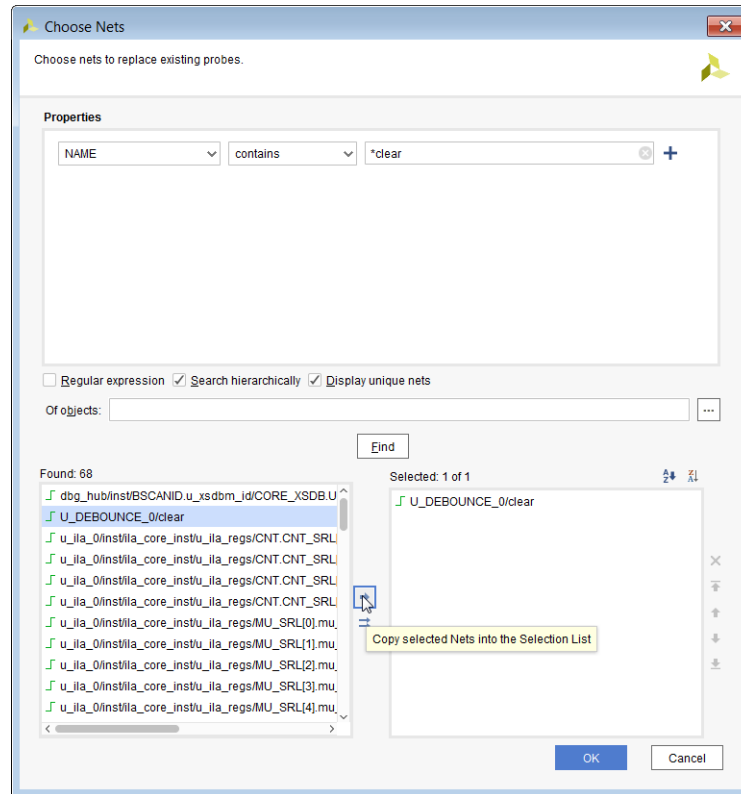 Choose Nets
Choose nets to replace existing probes.
Properties
NAME contains *clear
Regular expression Search hierarchically Display unique nets
Of objects: ...
Find
Found: 68
Selected: 1 of 1
dbg_hub/inst/BSCANID.u_xsdbm_id/CORE_XSDB.U
U_DEBOUNCE_0/clear
u_ila_0/inst/ila_core_inst/u_ila_regs/CNT.CNT_SRL[
u_ila_0/inst/ila_core_inst/u_ila_regs/CNT.CNT_SRL[
u_ila_0/inst/ila_core_inst/u_ila_regs/CNT.CNT_SRL[
u_ila_0/inst/ila_core_inst/u_ila_regs/CNT.CNT_SRL[
u_ila_0/inst/ila_core_inst/u_ila_regs/MU_SRL[0].mu_
u_ila_0/inst/ila_core_inst/u_ila_regs/MU_SRL[1].mu_
u_ila_0/inst/ila_core_inst/u_ila_regs/MU_SRL[2].mu_
u_ila_0/inst/ila_core_inst/u_ila_regs/MU_SRL[3].mu_
u_ila_0/inst/ila_core_inst/u_ila_regs/MU_SRL[4].mu_
U_DEBOUNCE_0/clear
Copy selected Nets into the Selection List
OK Cancel